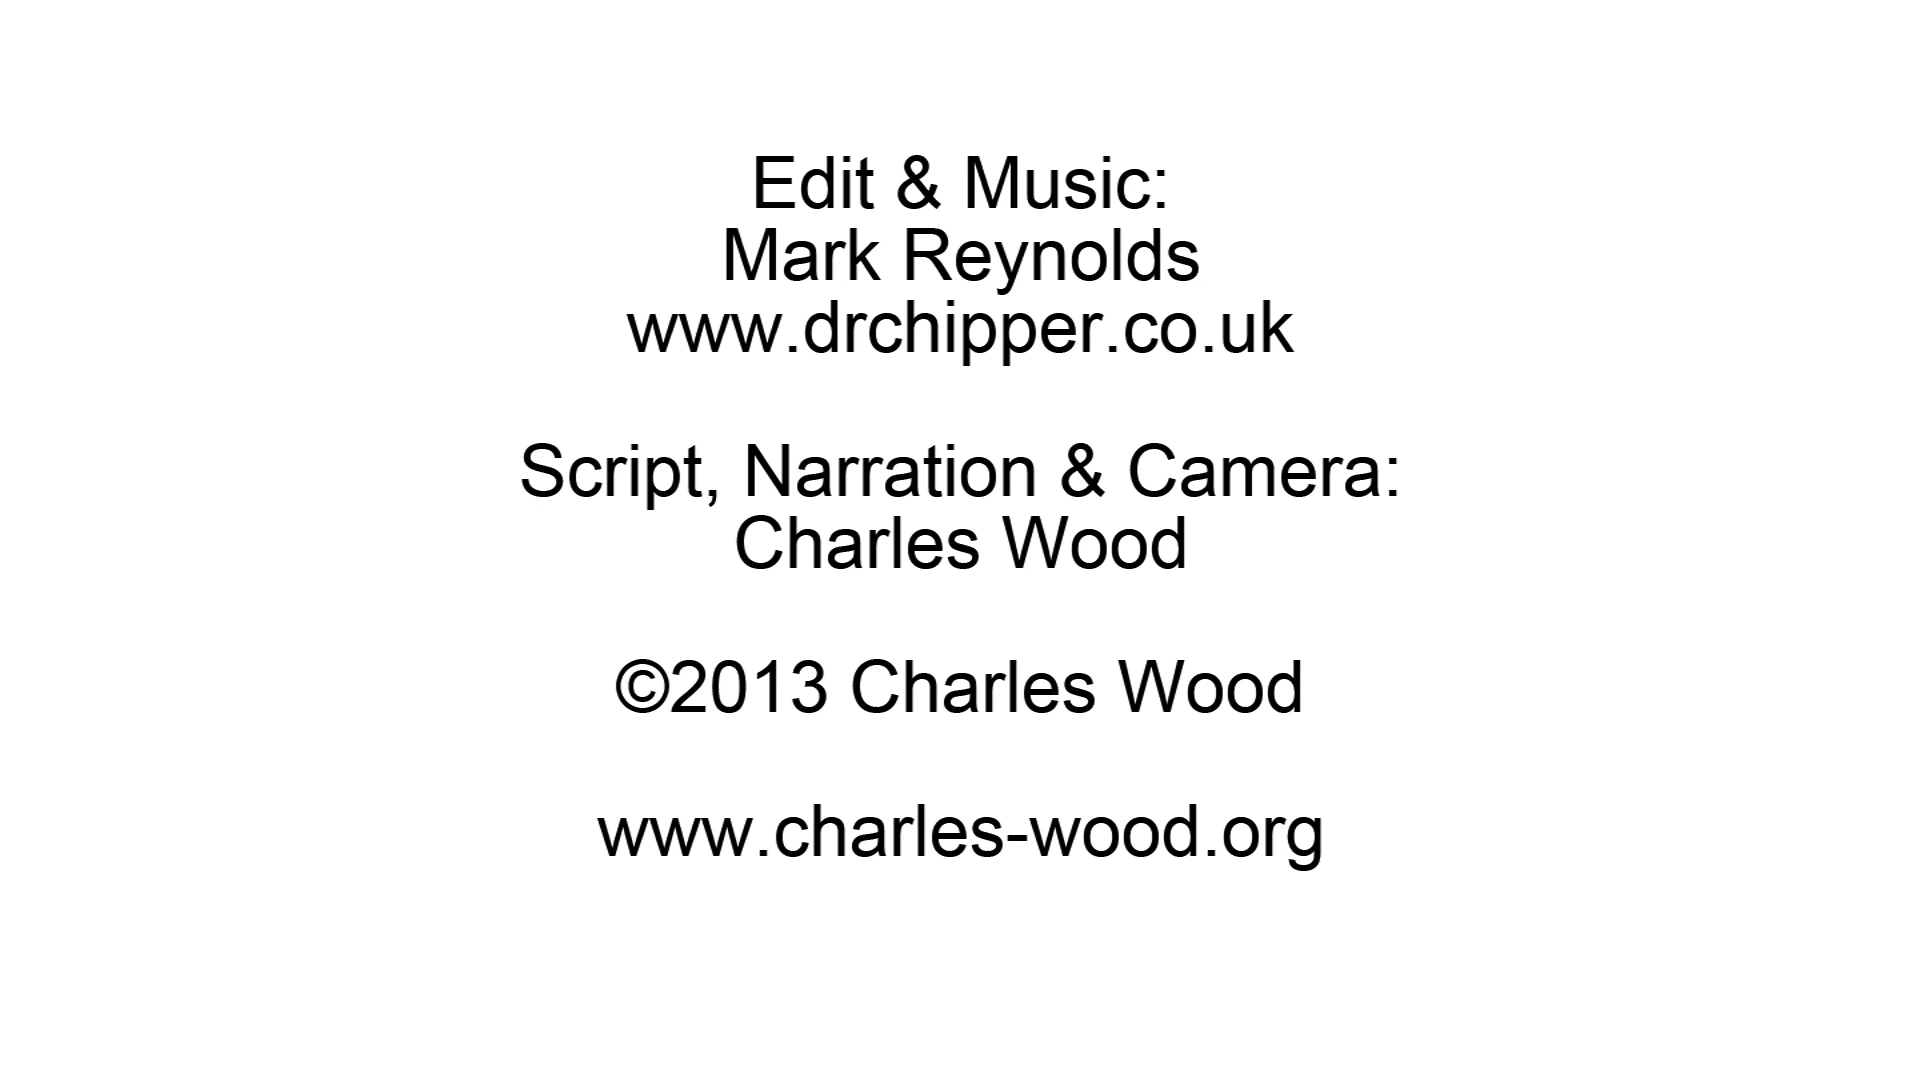 Edit & Music:
Mark Reynolds
www.drchipper.co.uk
Script, Narration & Camera:
Charles Wood
©2013 Charles Wood
www.charles-wood.org